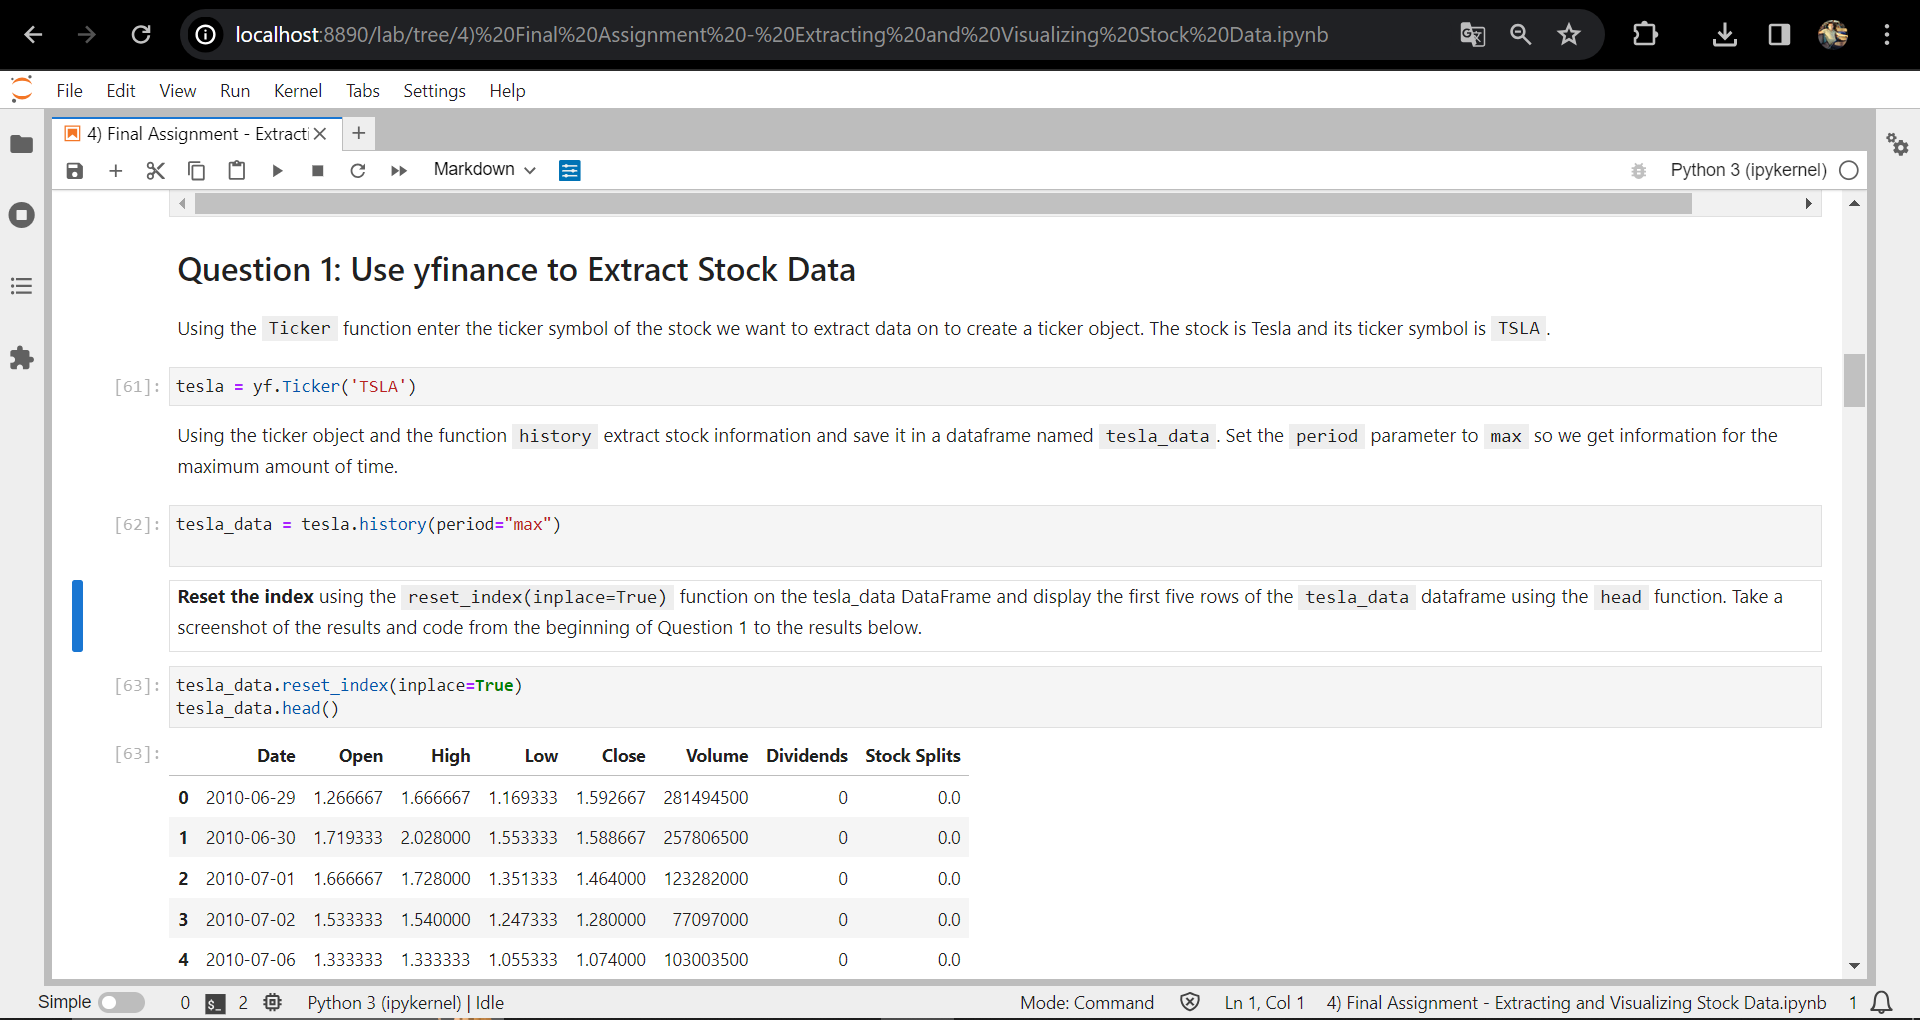 localhost:8890/lab/tree/4)%20Final%20Assignment%20-%20Extracting%20and%20Visualizing%20Stock%20Data.ipynb
File Edit View Run Kernel Tabs Settings Help
4) Final Assignment - Extracti
Markdown
Python 3 (ipykernel)
Question 1: Use yfinance to Extract Stock Data
Using the Ticker function enter the ticker symbol of the stock we want to extract data on to create a ticker object. The stock is Tesla and its ticker symbol is TSLA .
[61]: tesla = yf.Ticker('TSLA')
Using the ticker object and the function history extract stock information and save it in a dataframe named tesla_data . Set the period parameter to max so we get information for the
maximum amount of time.
[62]: tesla_data = tesla.history(period="max")
Reset the index using the reset_index(inplace=True) function on the tesla_data DataFrame and display the first five rows of the tesla_data dataframe using the head function. Take a
screenshot of the results and code from the beginning of Question 1 to the results below.
[63]: tesla_data.reset_index(inplace=True)
tesla_data.head()
[63]: Date Open High Low Close Volume Dividends Stock Splits
0 2010-06-29 1.266667 1.666667 1.169333 1.592667 281494500 0 0.0
1 2010-06-30 1.719333 2.028000 1.553333 1.588667 257806500 0 0.0
2 2010-07-01 1.666667 1.728000 1.351333 1.464000 123282000 0 0.0
3 2010-07-02 1.533333 1.540000 1.247333 1.280000 77097000 0 0.0
4 2010-07-06 1.333333 1.333333 1.055333 1.074000 103003500 0 0.0
Simple 0 $_ 2 Python 3 (ipykernel) | Idle Mode: Command Ln 1, Col 1 4) Final Assignment - Extracting and Visualizing Stock Data.ipynb 1